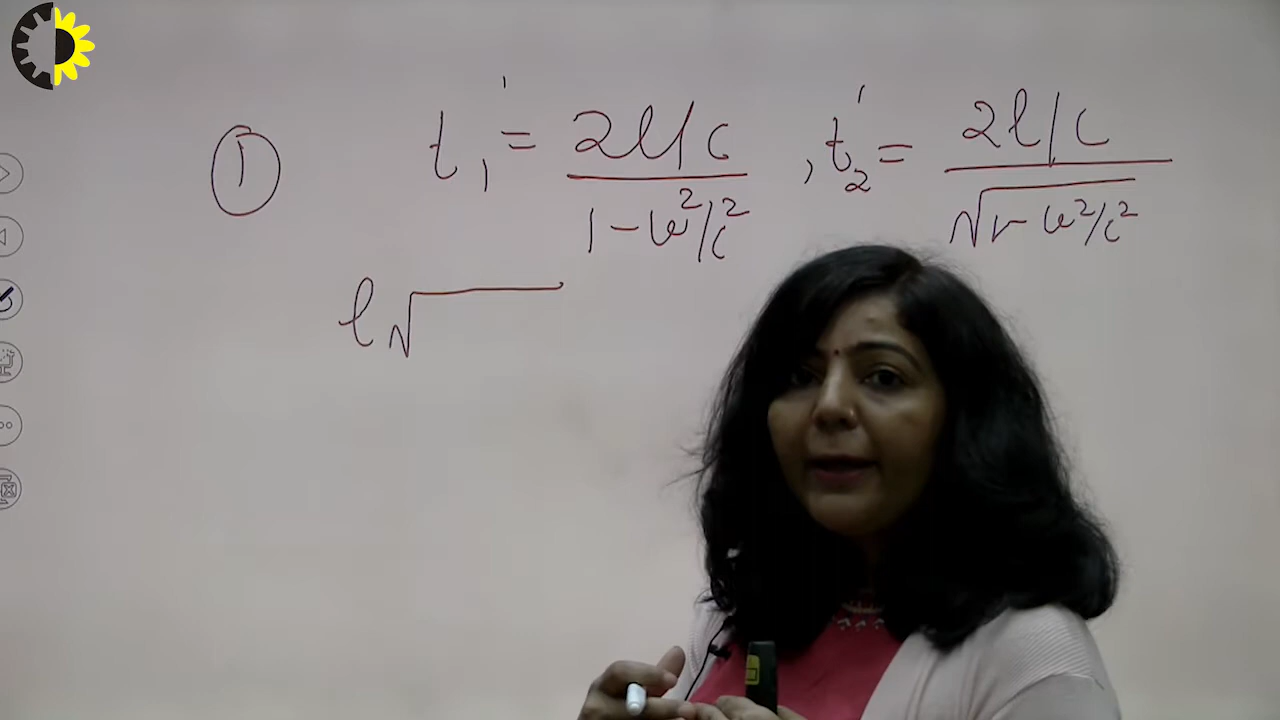 ① t₁' = (2l/c)/(1-v²/c²) , t₂' = (2l/c)/√(1-v²/c²)
l√